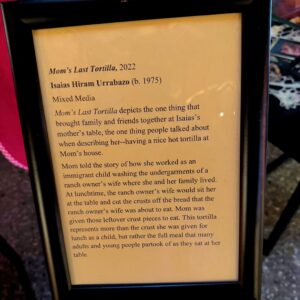 Mom's Last Tortilla, 2022
Isaias Hiram Urrabazo (b. 1975)
Mixed Media
Mom's Last Tortilla depicts the one thing that
brought family and friends together at Isaias's
mother's table, the one thing people talked about
when describing her--having a nice hot tortilla at
Mom's house.
Mom told the story of how she worked as an
immigrant child washing the undergarments of a
ranch owner's wife where she and her family lived.
At lunchtime, the ranch owner's wife would sit her
at the table and cut the crusts off the bread that the
ranch owner's wife was about to eat. Mom was
given those leftover crust pieces to eat. This tortilla
represents more than the crust she was given for
lunch as a child, but rather the full meal that many
adults and young people partook of as they sat at her
table.